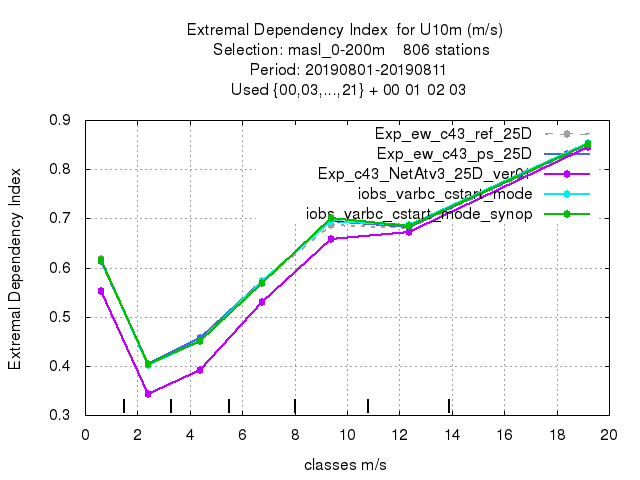 Extremal Dependency Index for U10m (m/s)
Selection: masl_0-200m 806 stations
Period: 20190801-20190811
Used {00,03,...,21} + 00 01 02 03
Extremal Dependency Index
0.9
0.8
0.7
0.6
0.5
0.4
0.3
Exp_ew_c43_ref_25D
Exp_ew_c43_ps_25D
Exp_c43_NetAtv3_25D_ver01
iobs_varbc_cstart_mode
iobs_varbc_cstart_mode_synop
0 2 4 6 8 10 12 14 16 18 20
classes m/s